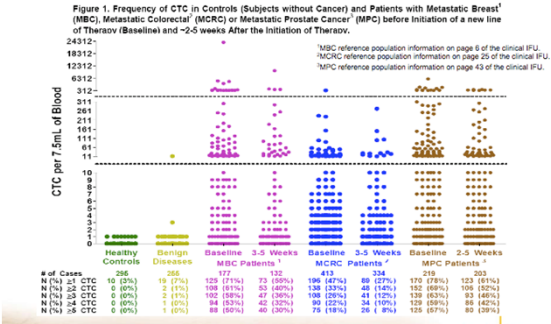 Figure 1. Frequency of CTC in Controls (Subjects without Cancer) and Patients with Metastatic Breast¹
(MBC), Metastatic Colorectal² (MCRC) or Metastatic Prostate Cancer³ (MPC) before Initiation of a new line
of Therapy (Baseline) and ~2-5 weeks After the Initiation of Therapy.
¹MBC reference population information on page 6 of the clinical IFU.
²MCRC reference population information on page 25 of the clinical IFU.
³MPC reference population information on page 43 of the clinical IFU.
CTC per 7.5mL of Blood
24312
18312
12312
6312
312
311
261
211
161
111
61
11
10
9
8
7
6
5
4
3
2
1
0
Healthy Controls
Benign Diseases
Baseline 3-5 Weeks
MBC Patients ¹
Baseline 3-5 Weeks
MCRC Patients ²
Baseline 2-5 Weeks
MPC Patients
# of Cases 295 255 177 132 413 334 219 203
N (%) ≥1 CTC 10 (3%) 19 (7%) 125 (71%) 73 (55%) 196 (47%) 89 (27%) 170 (78%) 123 (61%)
N (%) ≥2 CTC 0 (0%) 2 (1%) 108 (61%) 53 (40%) 138 (33%) 48 (14%) 152 (69%) 106 (52%)
N (%) ≥3 CTC 0 (0%) 2 (1%) 102 (58%) 47 (36%) 108 (26%) 41 (12%) 139 (63%) 93 (46%)
N (%) ≥4 CTC 0 (0%) 1 (0%) 94 (53%) 42 (32%) 90 (22%) 34 (10%) 129 (59%) 86 (42%)
N (%) ≥5 CTC 0 (0%) 1 (0%) 88 (50%) 40 (30%) 75 (18%) 26 (8%) 125 (57%) 80 (39%)